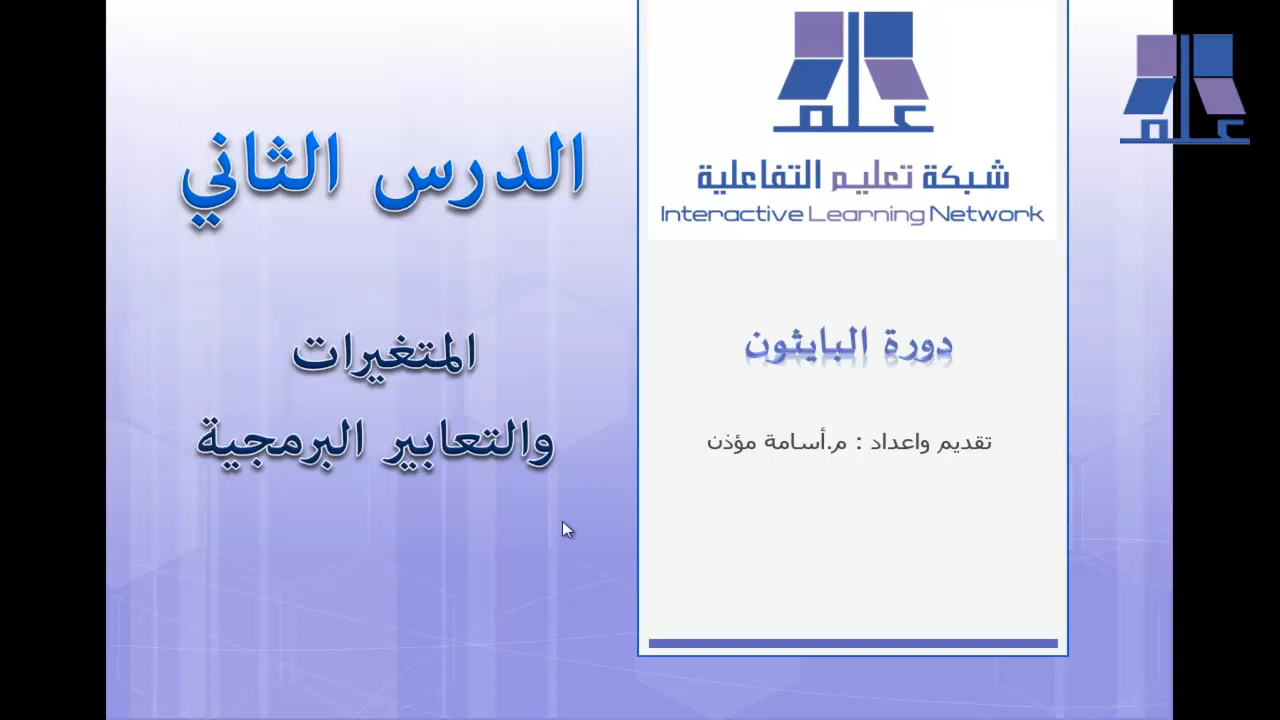 علم
شبكة تعليم التفاعلية
Interactive Learning Network
دورة البايثون
تقديم واعداد : م.أسامة مؤذن
الدرس الثاني
المتغيرات
والتعابير البرمجية
علم